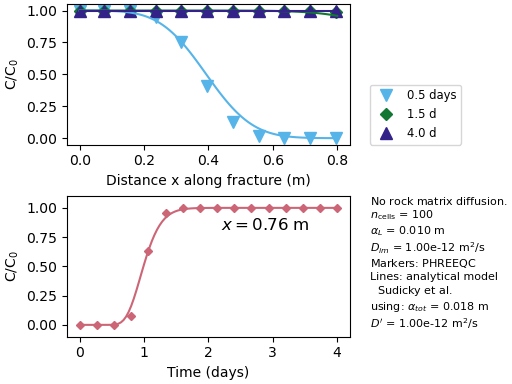 1.00
0.75
0.50
0.25
0.00
C/C₀
0.0 0.2 0.4 0.6 0.8
Distance x along fracture (m)
0.5 days
1.5 d
4.0 d
1.00
0.75
0.50
0.25
0.00
C/C₀
x = 0.76 m
0 1 2 3 4
Time (days)
No rock matrix diffusion.
n_cells = 100
α_L = 0.010 m
D_im = 1.00e-12 m²/s
Markers: PHREEQC
Lines: analytical model
Sudicky et al.
using: α_tot = 0.018 m
D' = 1.00e-12 m²/s